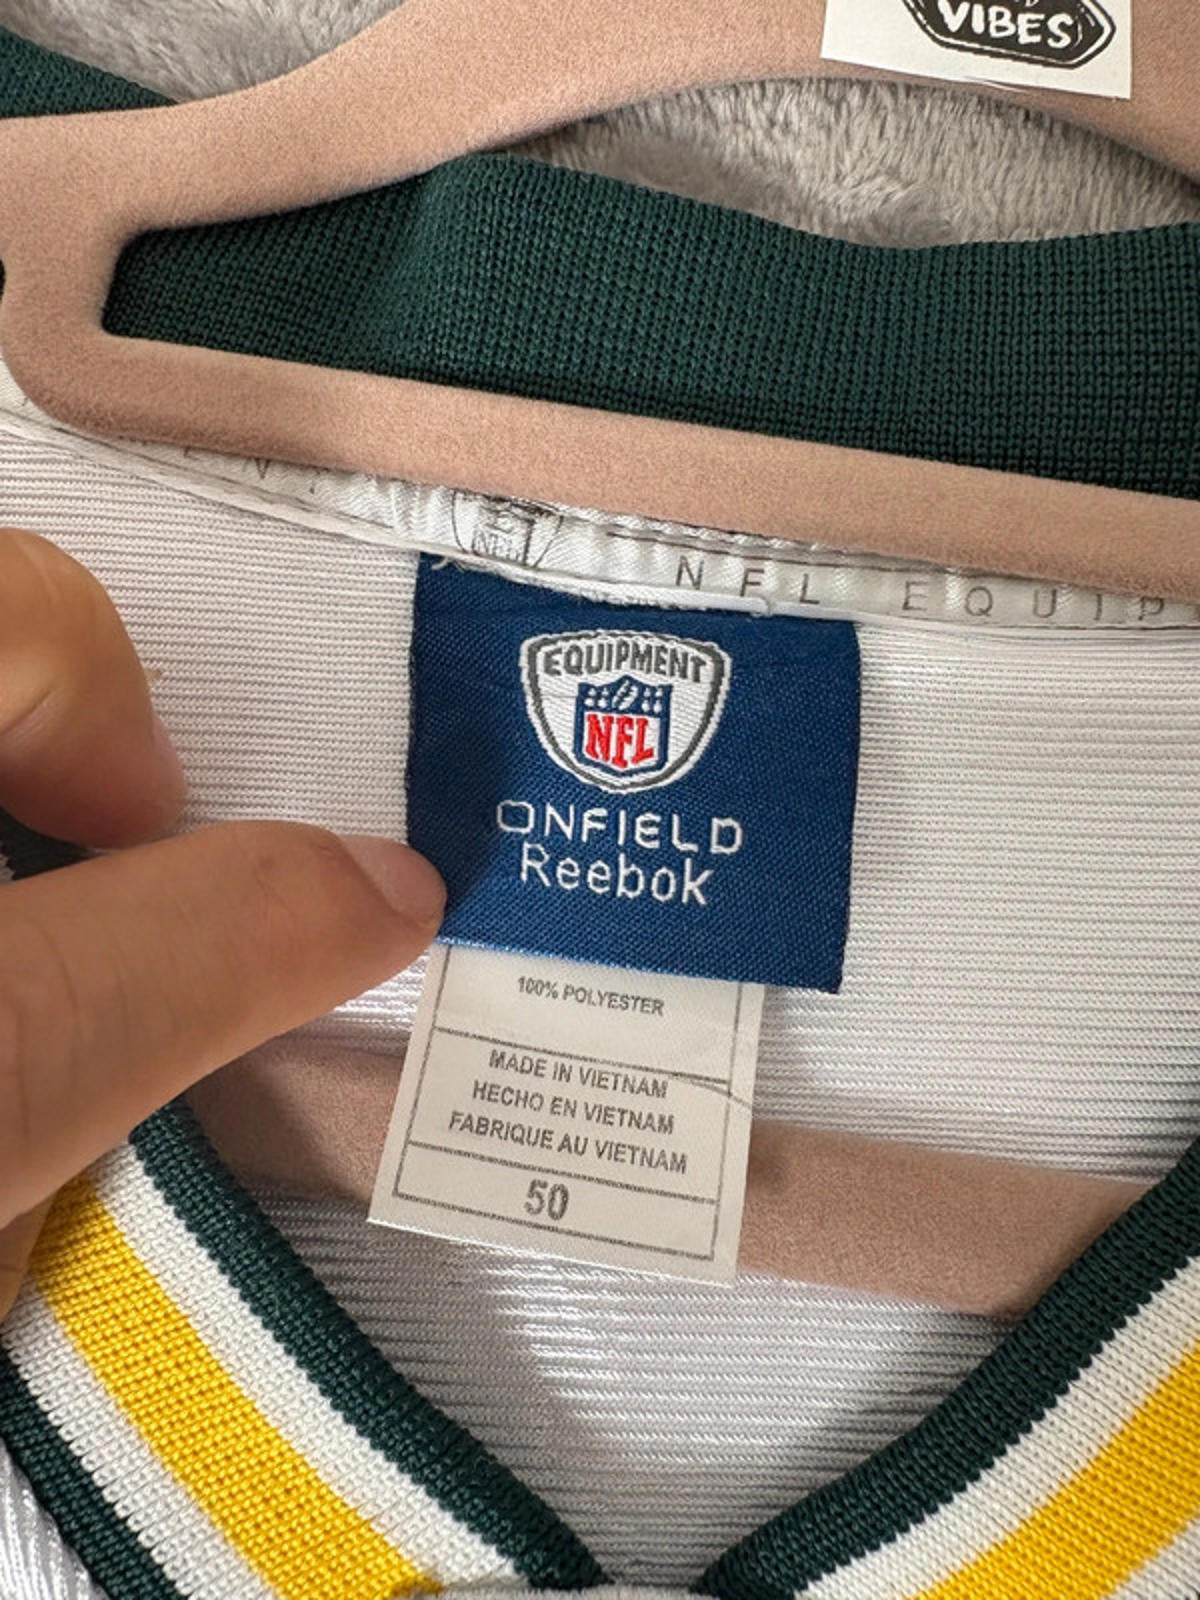 VIBES
NFL EQUIP
EQUIPMENT
NFL
ONFIELD
Reebok
100% POLYESTER
MADE IN VIETNAM
HECHO EN VIETNAM
FABRIQUE AU VIETNAM
50